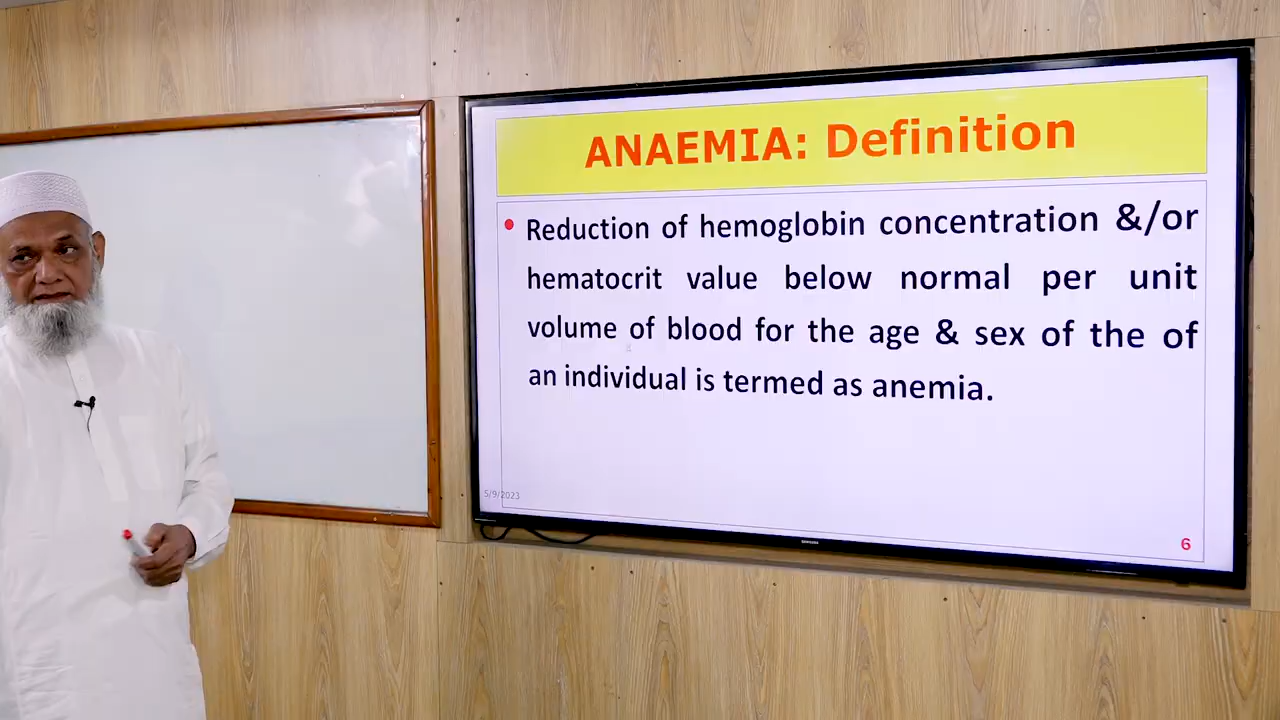 ANAEMIA: Definition
• Reduction of hemoglobin concentration &/or
hematocrit value below normal per unit
volume of blood for the age & sex of the of
an individual is termed as anemia.
5/9/2023
6
SAMSUNG